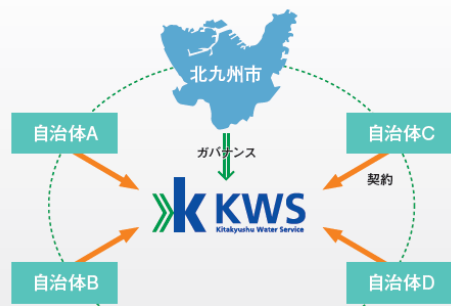 北九州市
自治体A
自治体C
ガバナンス
契約
KWS
Kitakyushu Water Service
自治体B
自治体D